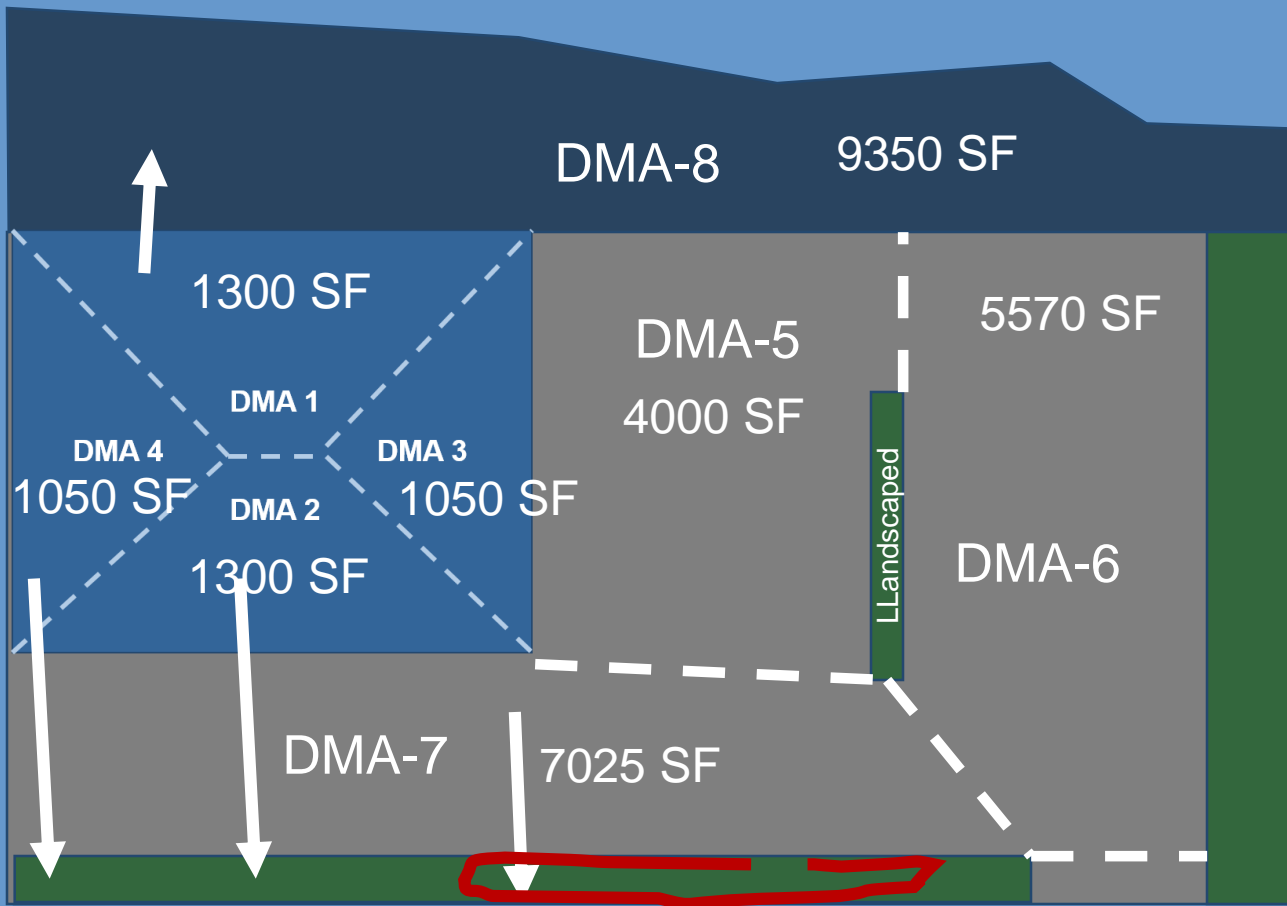 DMA-8
9350 SF
1300 SF
5570 SF
DMA-5
4000 SF
DMA 1
DMA 4
DMA 3
1050 SF
1050 SF
DMA 2
1300 SF
LLandscaped
DMA-6
DMA-7
7025 SF